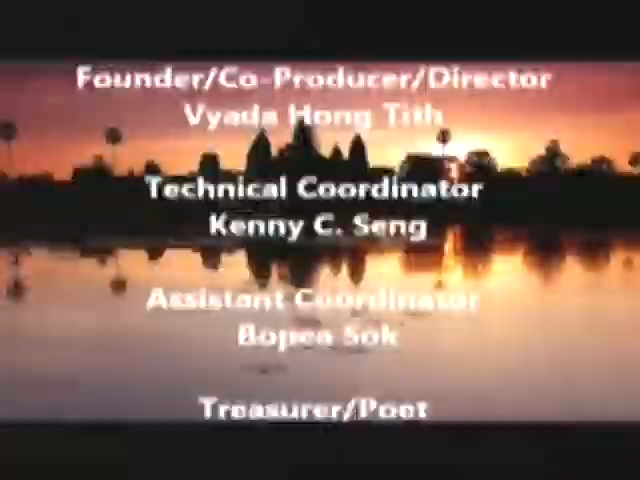 Founder/Co-Producer/Director
Vyada Hong Tith
Technical Coordinator
Kenny C. Seng
Assistant Coordinator
Bopea Sok
Treasurer/Poet